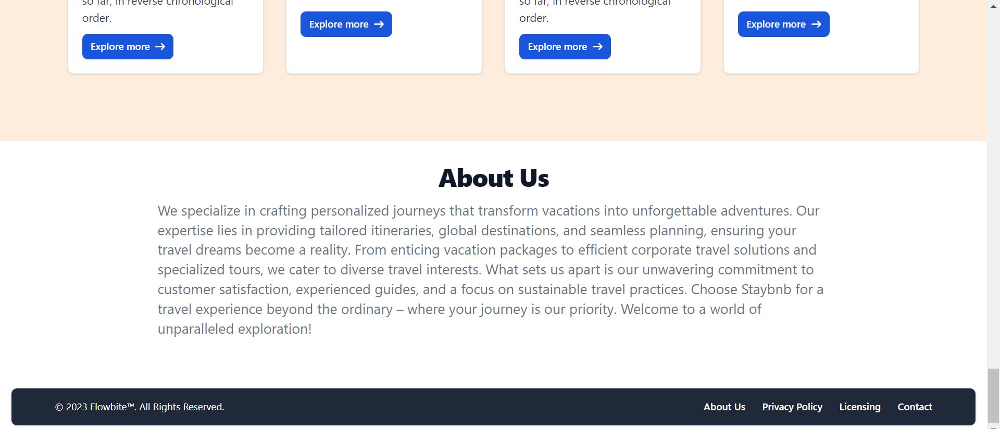 so far, in reverse chronological
order.
Explore more
Explore more
so far, in reverse chronological
order.
Explore more
Explore more
About Us
We specialize in crafting personalized journeys that transform vacations into unforgettable adventures. Our
expertise lies in providing tailored itineraries, global destinations, and seamless planning, ensuring your
travel dreams become a reality. From enticing vacation packages to efficient corporate travel solutions and
specialized tours, we cater to diverse travel interests. What sets us apart is our unwavering commitment to
customer satisfaction, experienced guides, and a focus on sustainable travel practices. Choose Staybnb for a
travel experience beyond the ordinary – where your journey is our priority. Welcome to a world of
unparalleled exploration!
© 2023 Flowbite™. All Rights Reserved.
About Us Privacy Policy Licensing Contact